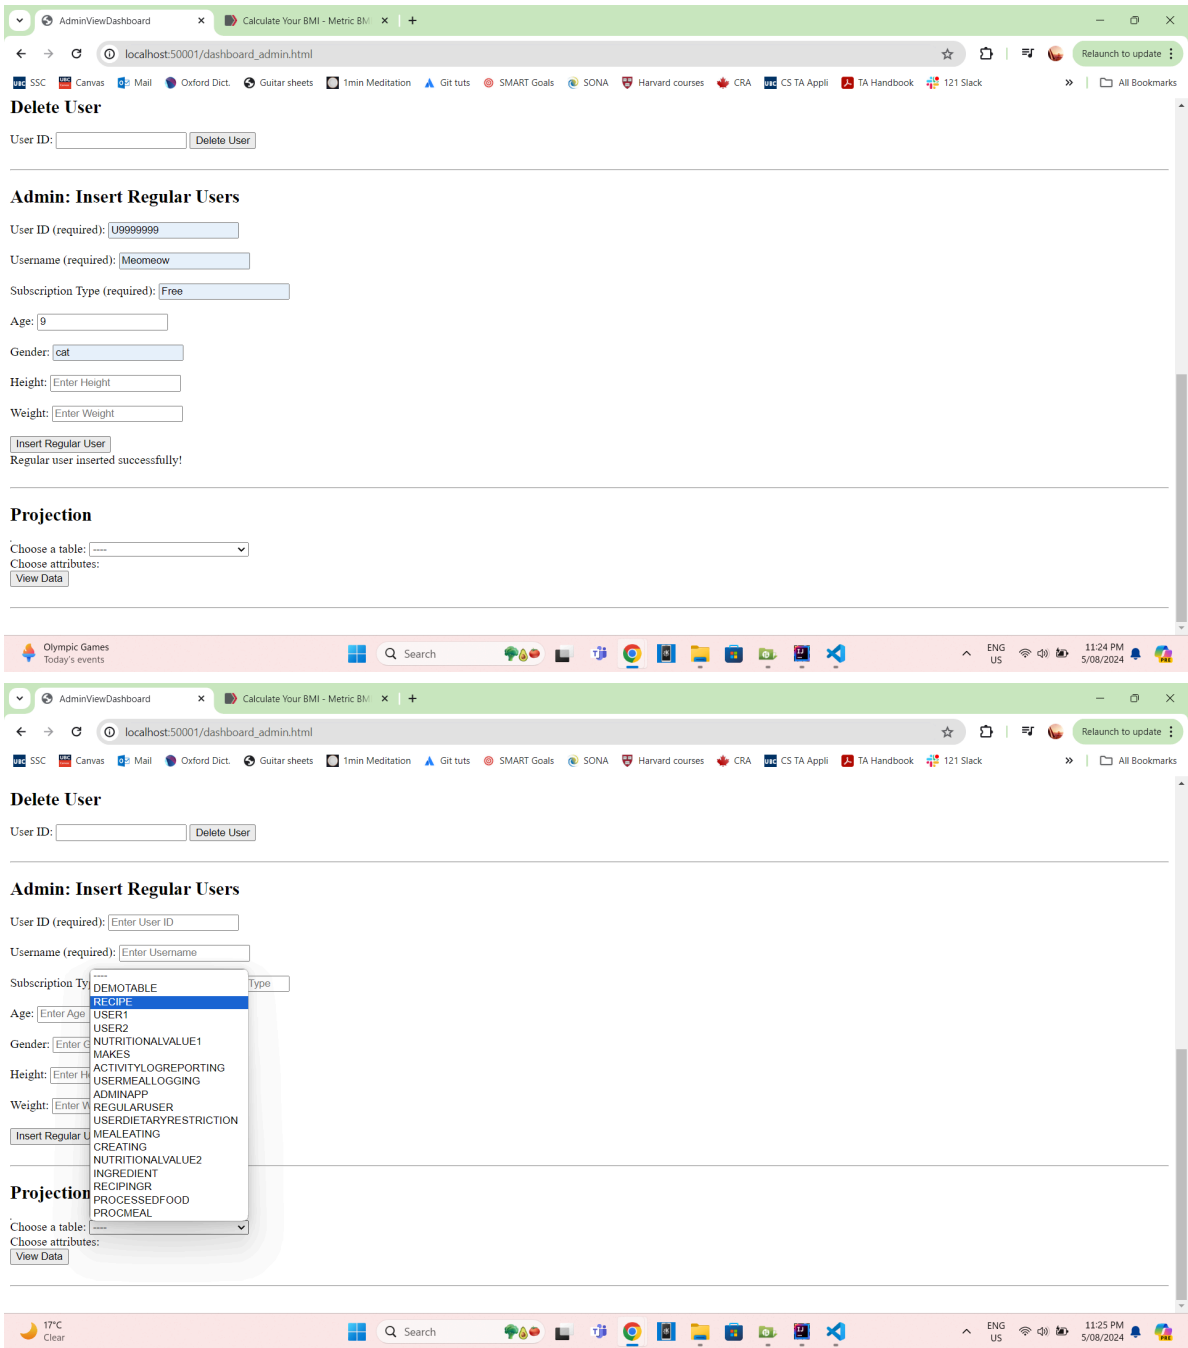 AdminViewDashboard
Calculate Your BMI - Metric BM
localhost:50001/dashboard_admin.html
Relaunch to update
SSC Canvas Mail Oxford Dict. Guitar sheets 1min Meditation Git tuts SMART Goals SONA Harvard courses CRA CS TA Appli TA Handbook 121 Slack » All Bookmarks
Delete User
User ID: Delete User
Admin: Insert Regular Users
User ID (required): U9999999
Username (required): Meomeow
Subscription Type (required): Free
Age: 9
Gender: cat
Height: Enter Height
Weight: Enter Weight
Insert Regular User
Regular user inserted successfully!
Projection
Choose a table: ----
Choose attributes:
View Data
Olympic Games
Today's events
Search
ENG
US
11:24 PM
5/08/2024
AdminViewDashboard
Calculate Your BMI - Metric BM
localhost:50001/dashboard_admin.html
Relaunch to update
SSC Canvas Mail Oxford Dict. Guitar sheets 1min Meditation Git tuts SMART Goals SONA Harvard courses CRA CS TA Appli TA Handbook 121 Slack » All Bookmarks
Delete User
User ID: Delete User
Admin: Insert Regular Users
User ID (required): Enter User ID
Username (required): Enter Username
Subscription Ty Type
Age: Enter Age
Gender: Enter G
Height: Enter He
Weight: Enter W
Insert Regular U
----
DEMOTABLE
RECIPE
USER1
USER2
NUTRITIONALVALUE1
MAKES
ACTIVITYLOGREPORTING
USERMEALLOGGING
ADMINAPP
REGULARUSER
USERDIETARYRESTRICTION
MEALEATING
CREATING
NUTRITIONALVALUE2
INGREDIENT
RECIPINGR
PROCESSEDFOOD
PROCMEAL
Projection
Choose a table: ----
Choose attributes:
View Data
17°C
Clear
Search
ENG
US
11:25 PM
5/08/2024